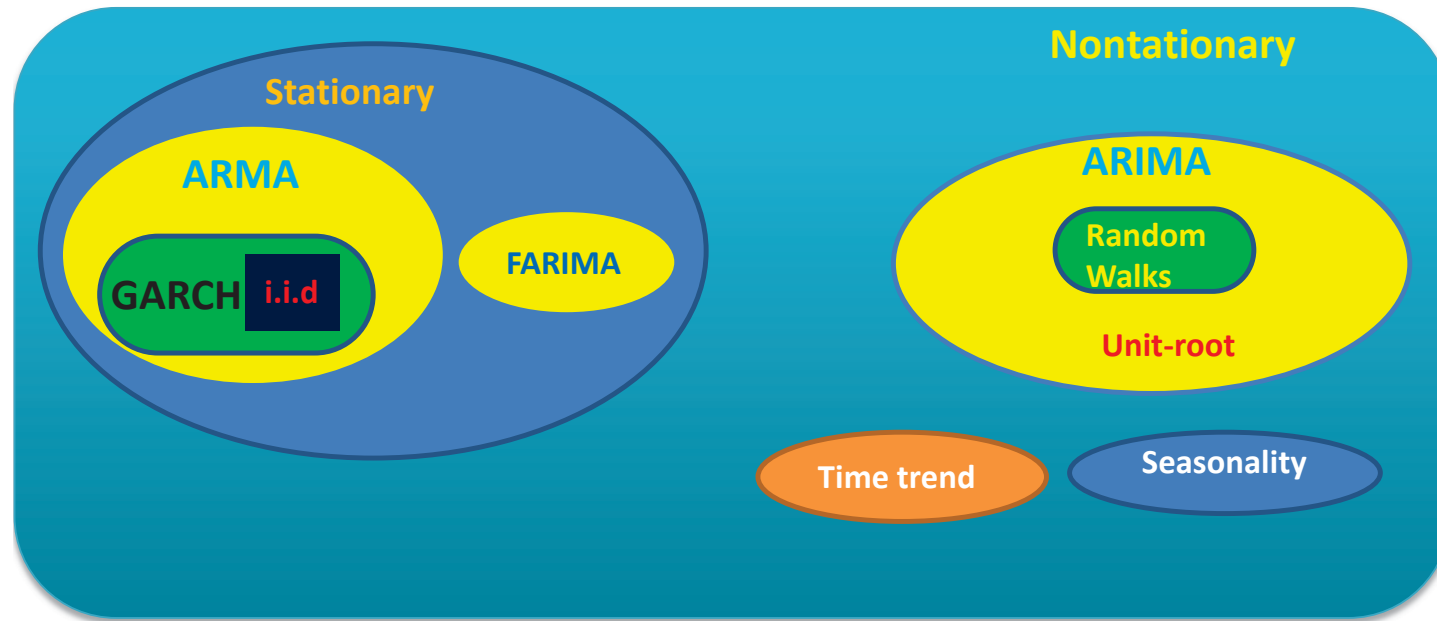 Nontationary
Stationary
ARMA
GARCH
i.i.d
FARIMA
ARIMA
Random
Walks
Unit-root
Time trend
Seasonality